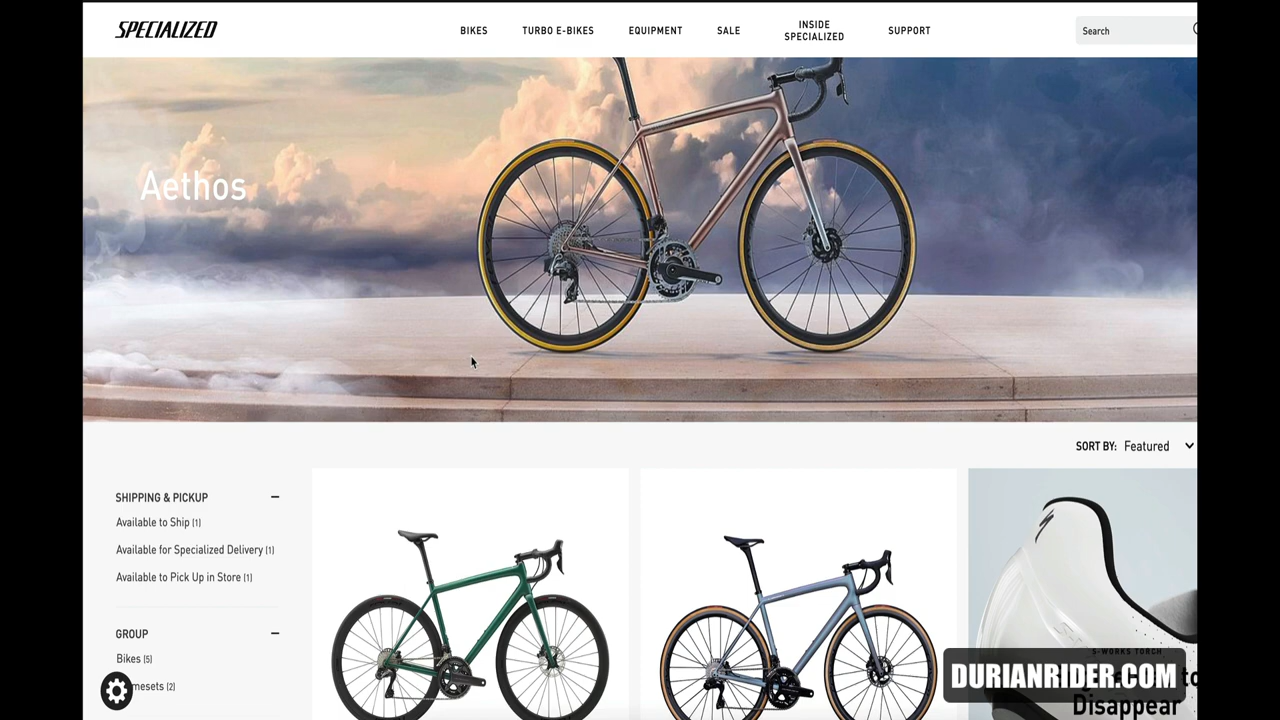 SPECIALIZED
BIKES
TURBO E-BIKES
EQUIPMENT
SALE
INSIDE
SPECIALIZED
SUPPORT
Search
Aethos
SORT BY: Featured
SHIPPING & PICKUP
Available to Ship (1)
Available for Specialized Delivery (1)
Available to Pick Up in Store (1)
GROUP
Bikes (5)
mesets (2)
S-WORKS TORCH
to
Disappear
DURIANRIDER.COM